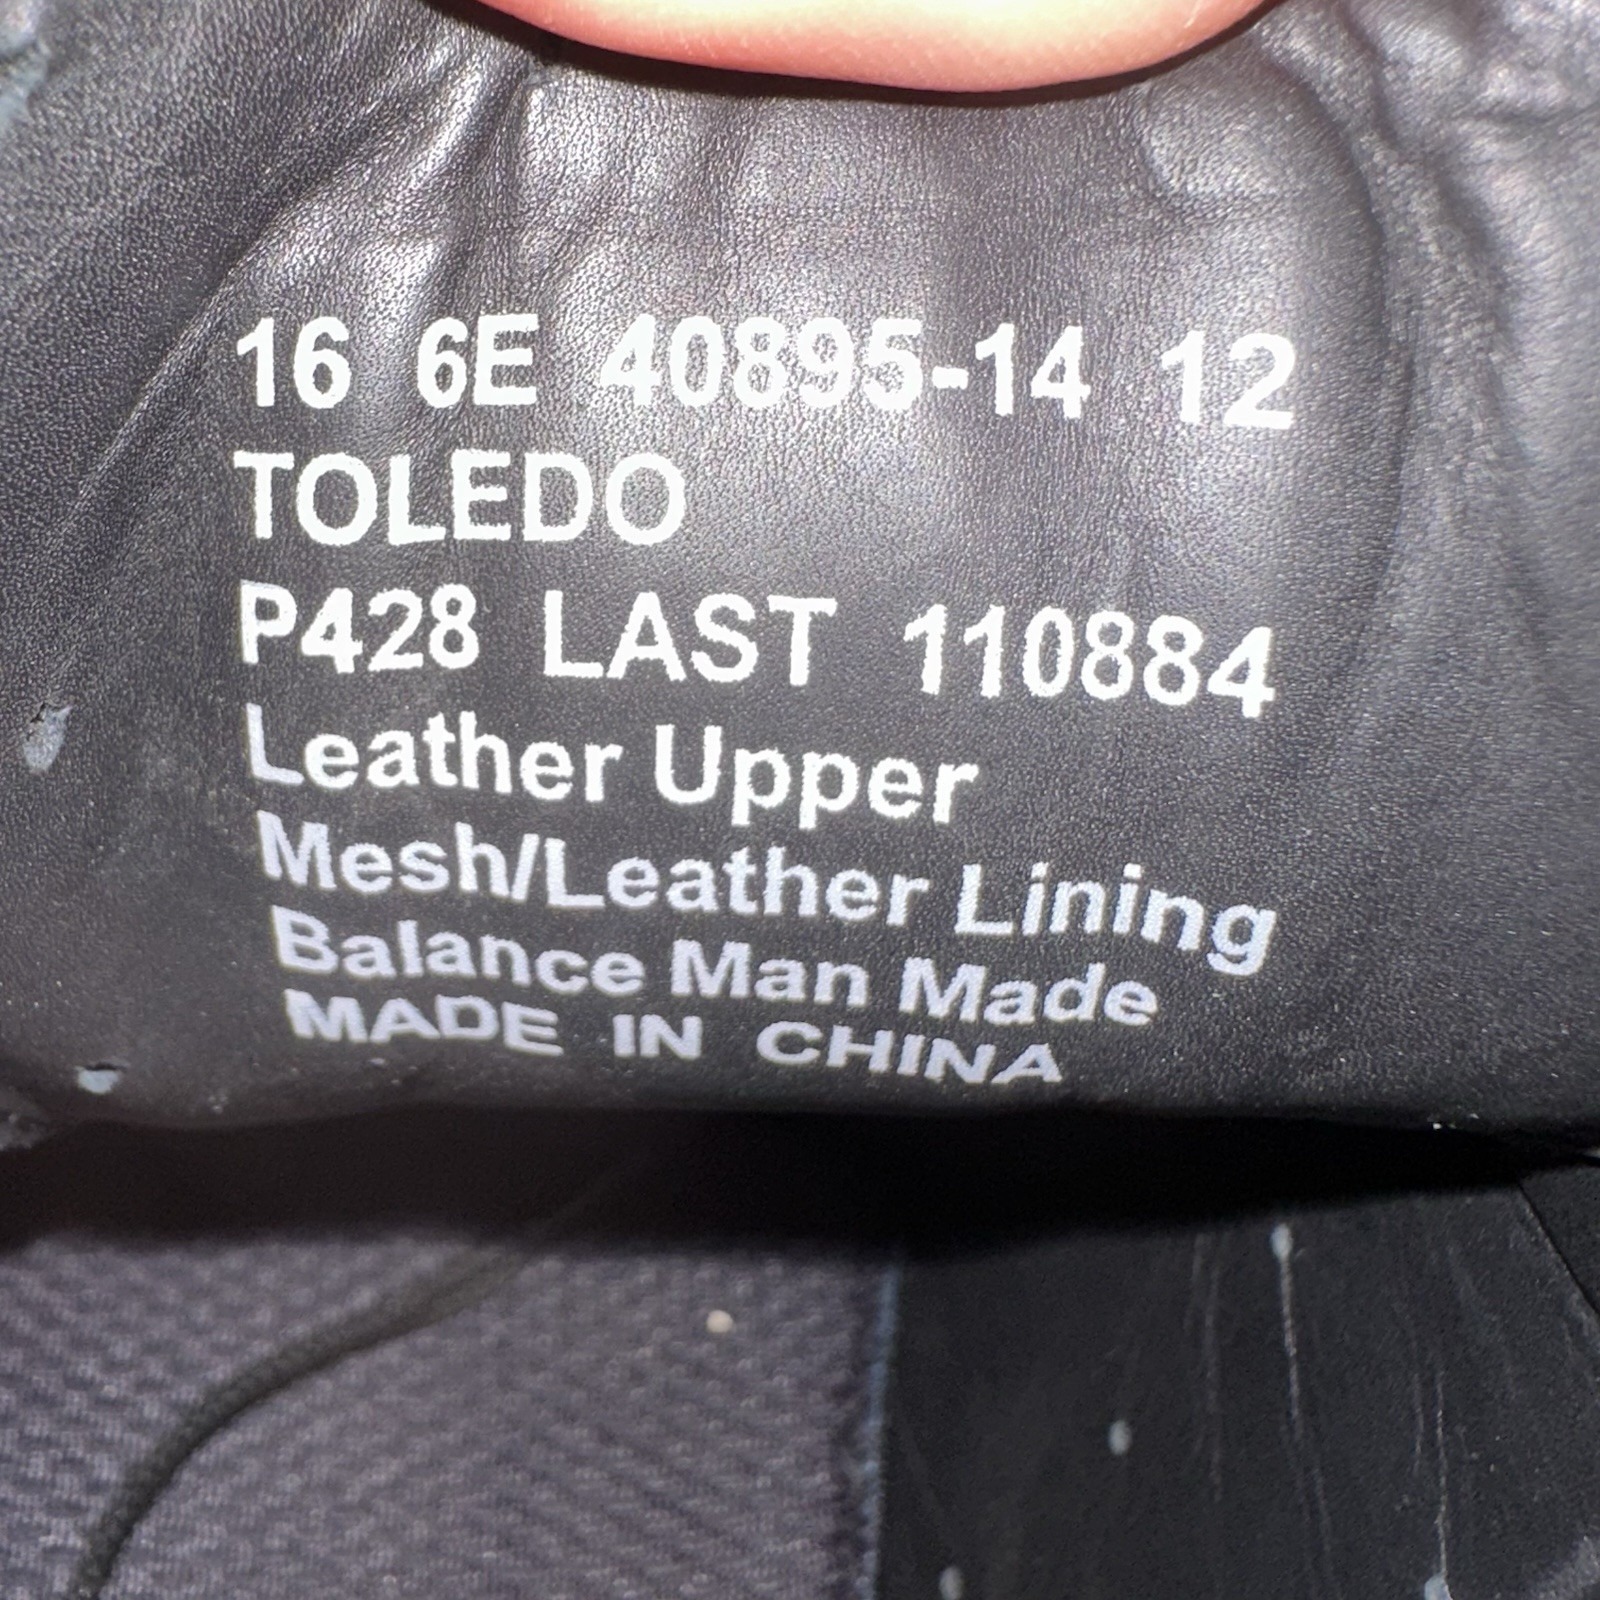 16 6E 40895-14 12
TOLEDO
P428 LAST 110884
Leather Upper
Mesh/Leather Lining
Balance Man Made
MADE IN CHINA